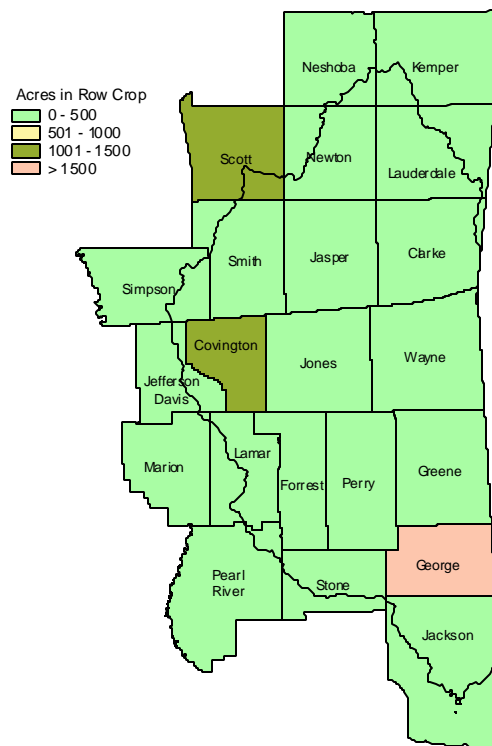 Neshoba
Kemper
Acres in Row Crop
0 - 500
501 - 1000
1001 - 1500
> 1500
Scott
Newton
Lauderdale
Smith
Jasper
Clarke
Simpson
Covington
Jones
Wayne
Jefferson
Davis
Marion
Lamar
Forrest
Perry
Greene
Pearl
River
Stone
George
Jackson